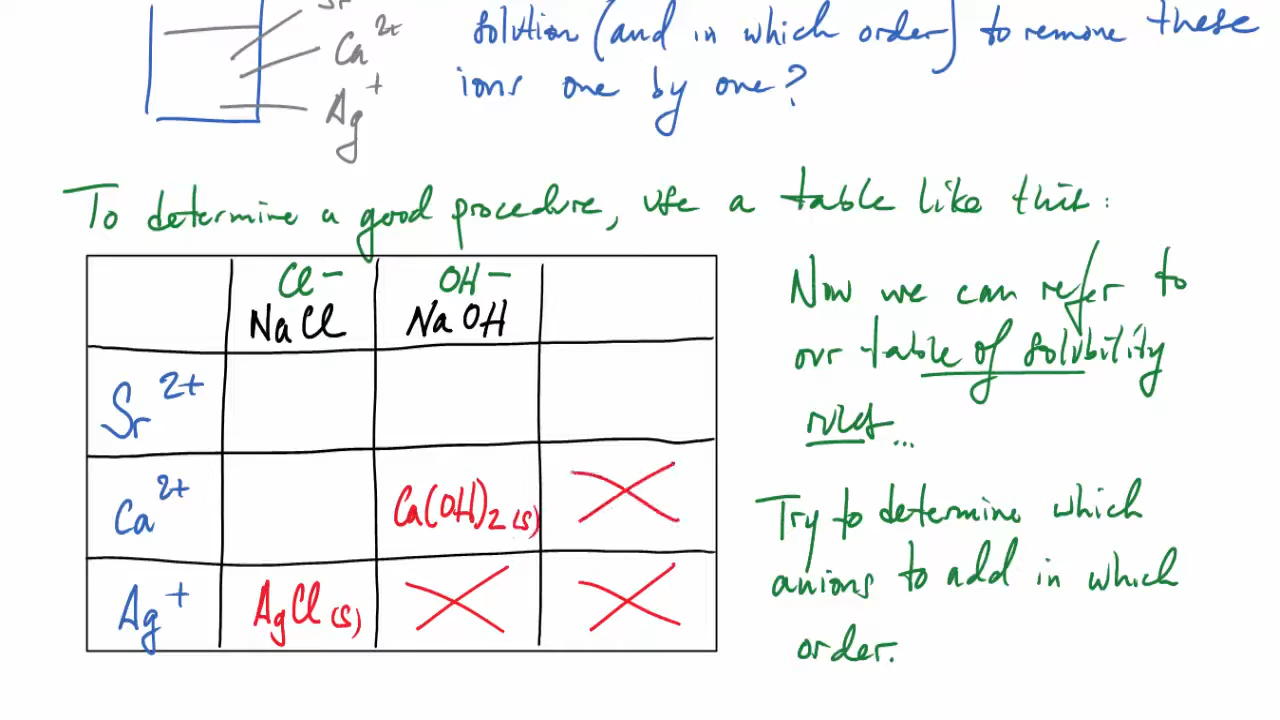 Sr
Ca²⁺
Ag⁺
solution (and in which order) to remove these
ions one by one?
To determine a good procedure, use a table like this:
Cl⁻ OH⁻
NaCl NaOH
Sr²⁺
Ca²⁺ Ca(OH)₂(s)
Ag⁺ AgCl(s)
Now we can refer to
our table of solubility
rules...
Try to determine which
anions to add in which
order.